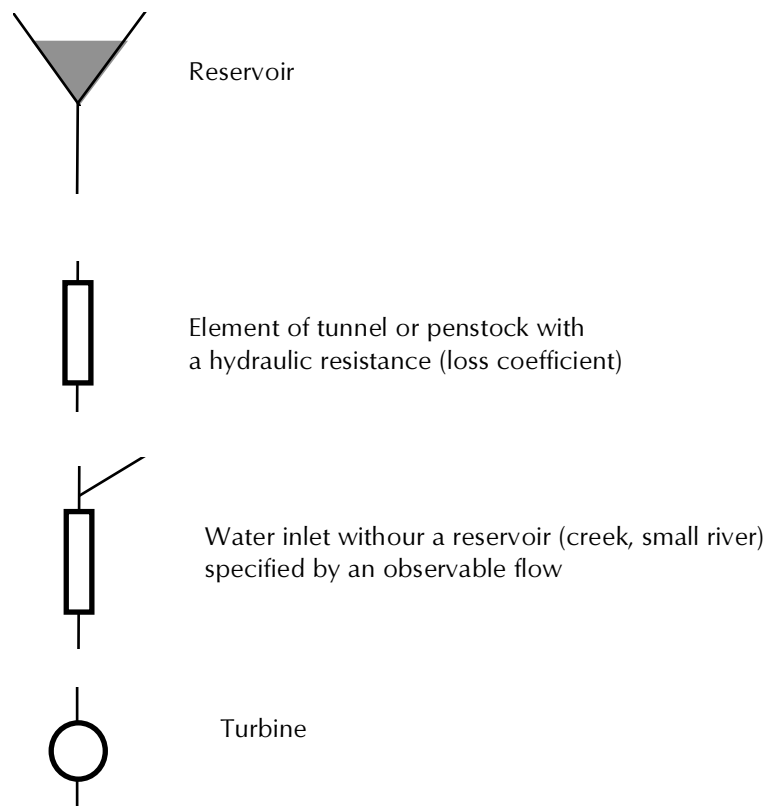 Reservoir
Element of tunnel or penstock with
a hydraulic resistance (loss coefficient)
Water inlet withour a reservoir (creek, small river)
specified by an observable flow
Turbine